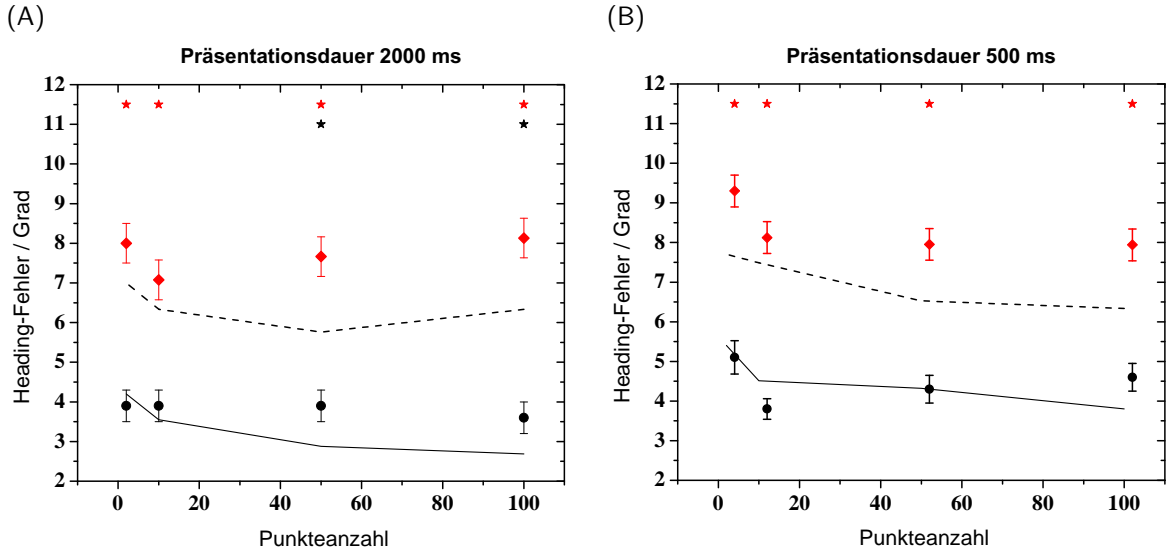 (A)
Präsentationsdauer 2000 ms
12
11
10
9
8
7
6
5
4
3
2
Heading-Fehler / Grad
0 20 40 60 80 100
Punkteanzahl
(B)
Präsentationsdauer 500 ms
12
11
10
9
8
7
6
5
4
3
2
Heading-Fehler / Grad
0 20 40 60 80 100
Punkteanzahl